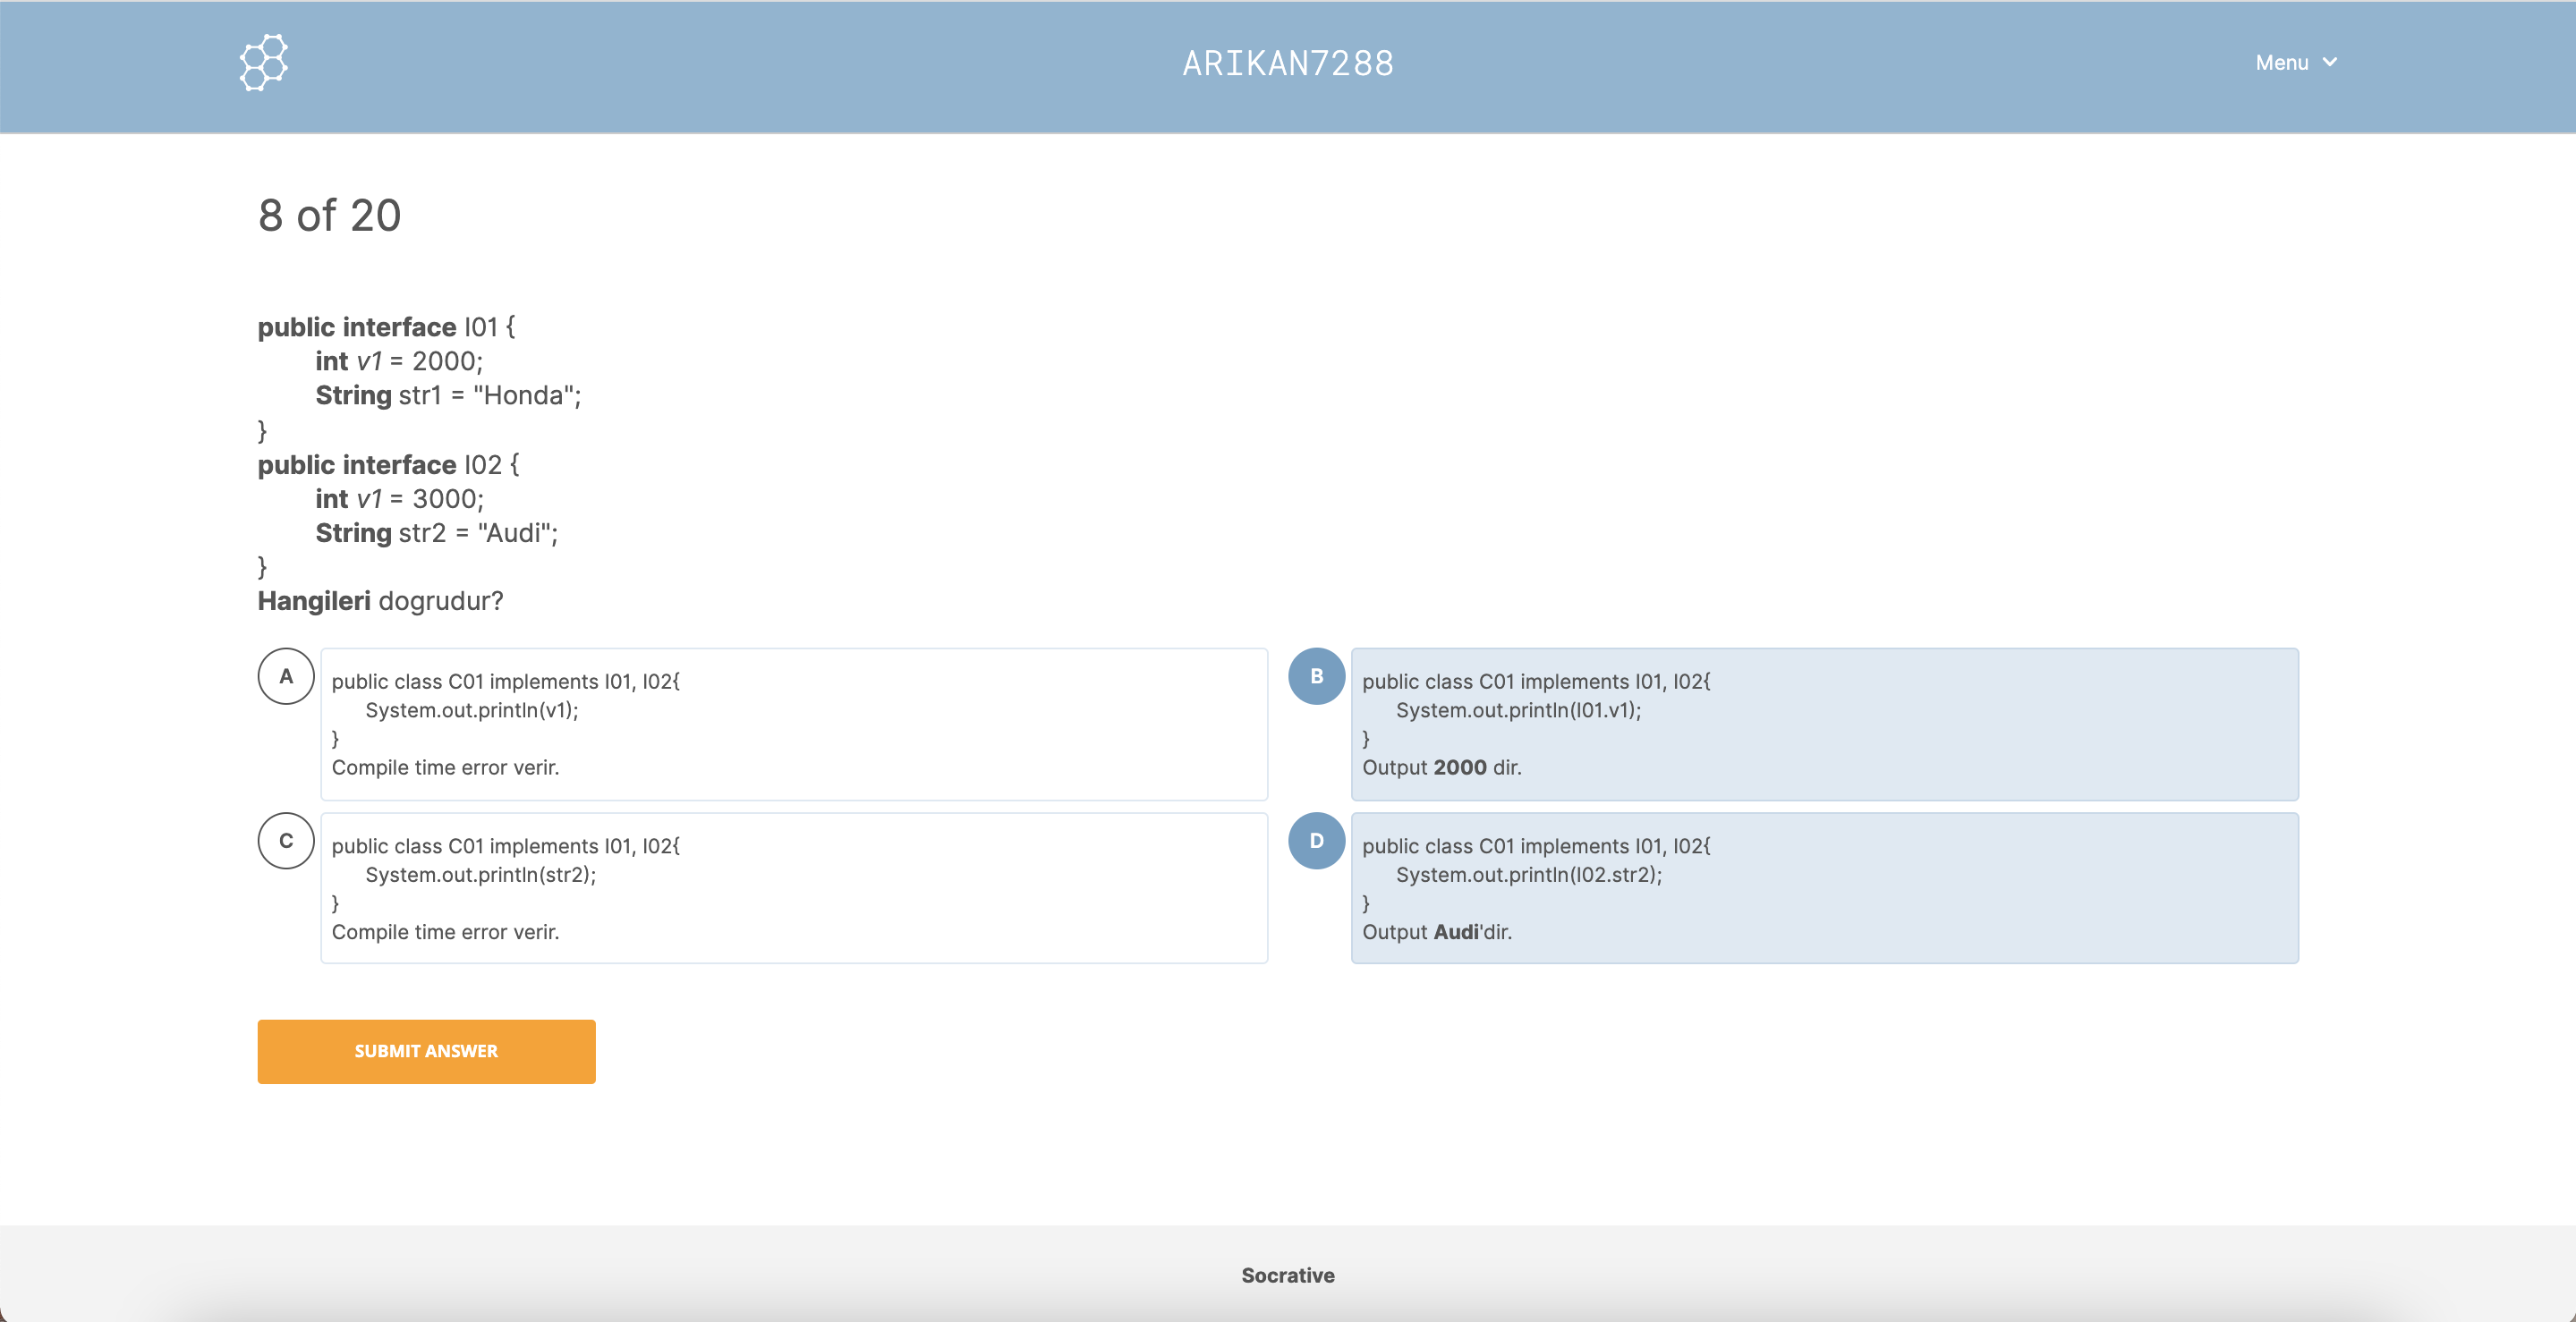 ARIKAN7288
Menu
8 of 20
public interface I01 {
int v1 = 2000;
String str1 = "Honda";
}
public interface I02 {
int v1 = 3000;
String str2 = "Audi";
}
Hangileri dogrudur?
A
public class C01 implements I01, I02{
System.out.println(v1);
}
Compile time error verir.
B
public class C01 implements I01, I02{
System.out.println(I01.v1);
}
Output 2000 dir.
C
public class C01 implements I01, I02{
System.out.println(str2);
}
Compile time error verir.
D
public class C01 implements I01, I02{
System.out.println(I02.str2);
}
Output Audi'dir.
SUBMIT ANSWER
Socrative